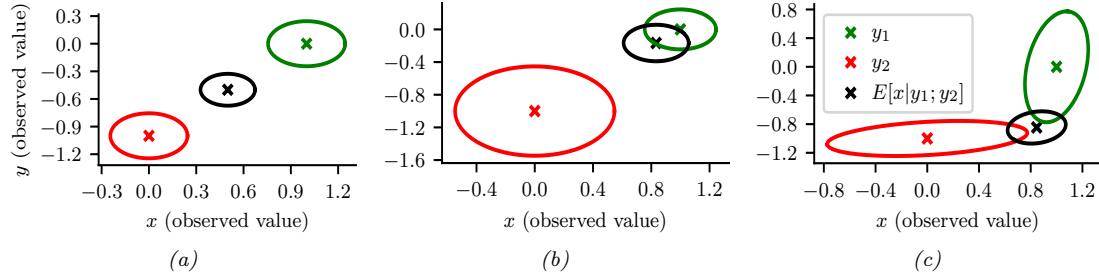 y (observed value)
0.3
0.0
−0.3
−0.6
−0.9
−1.2
−0.3 0.0 0.3 0.6 0.9 1.2
x (observed value)
(a)
0.4
0.0
−0.4
−0.8
−1.2
−1.6
−0.4 0.0 0.4 0.8 1.2
x (observed value)
(b)
0.8
0.4
0.0
−0.4
−0.8
−1.2
y₁
y₂
E[x|y₁; y₂]
−0.8 −0.4 0.0 0.4 0.8 1.2
x (observed value)
(c)